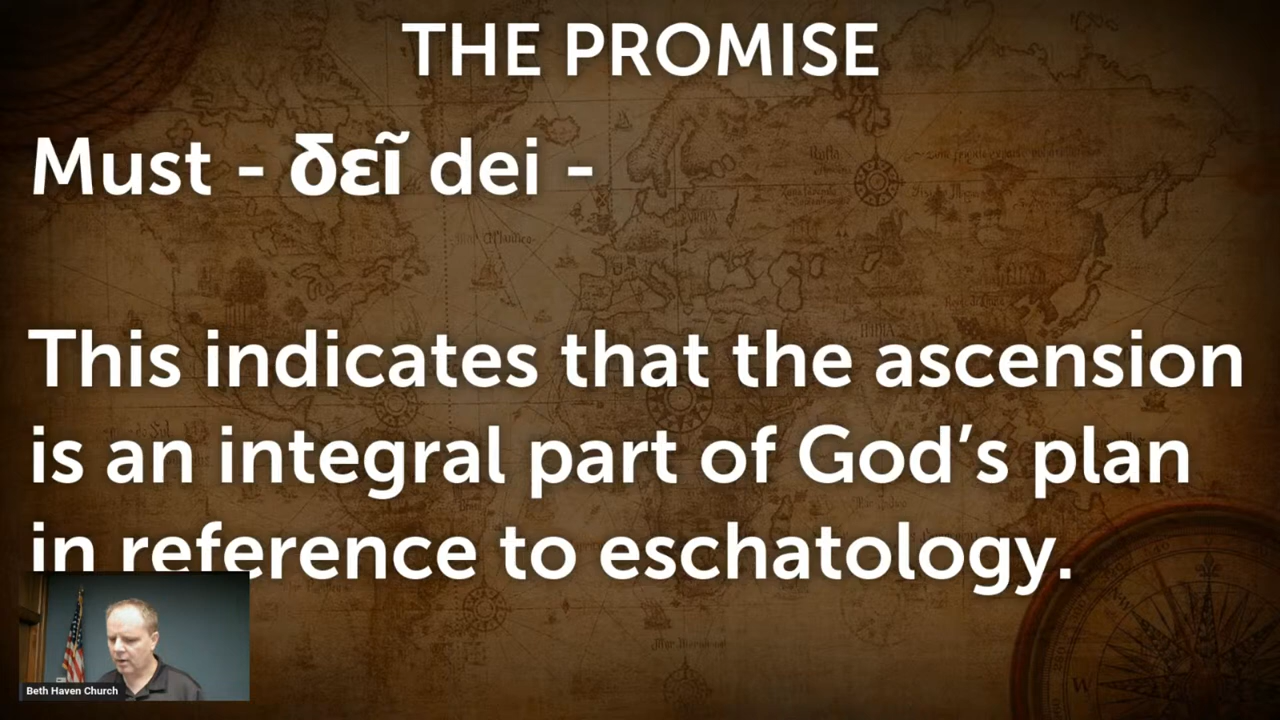 THE PROMISE
Must - δεῖ dei -
This indicates that the ascension
is an integral part of God’s plan
in reference to eschatology.
Beth Haven Church
W